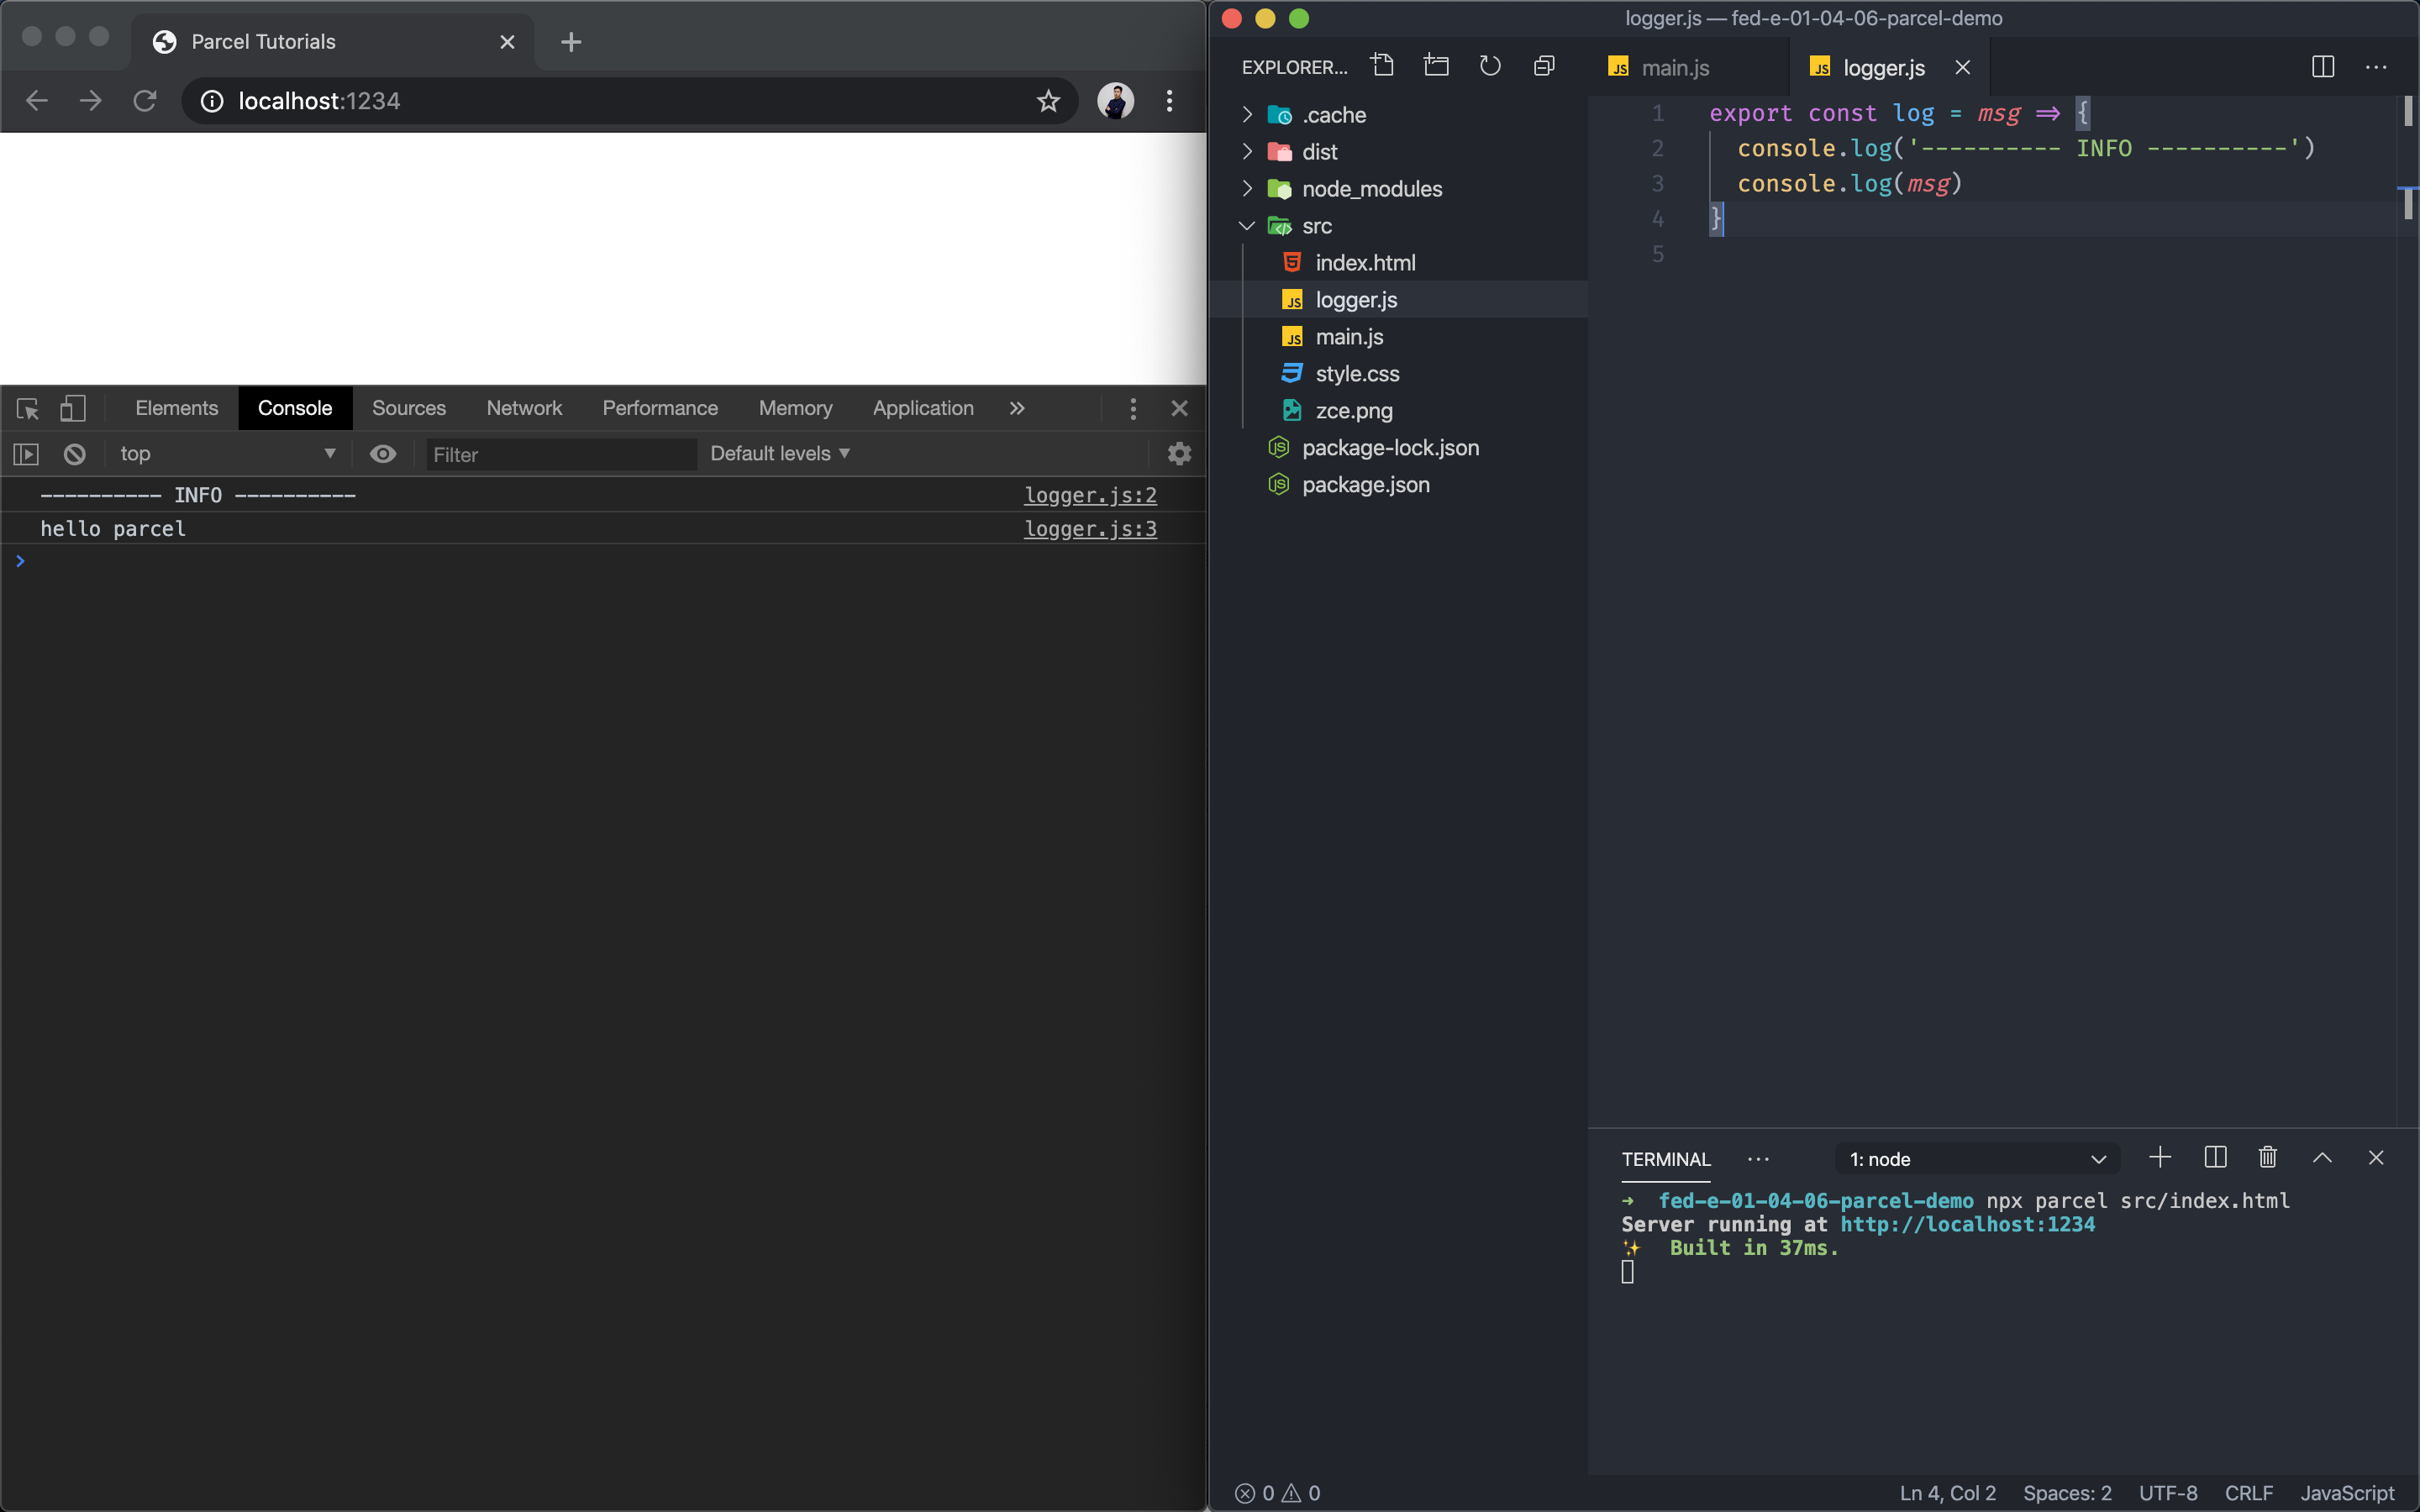 Parcel Tutorials
localhost:1234
Elements Console Sources Network Performance Memory Application
top Filter Default levels
---------- INFO ---------- logger.js:2
hello parcel logger.js:3
logger.js — fed-e-01-04-06-parcel-demo
EXPLORER...
.cache
dist
node_modules
src
index.html
logger.js
main.js
style.css
zce.png
package-lock.json
package.json
main.js logger.js
1 export const log = msg => {
2 console.log('---------- INFO ----------')
3 console.log(msg)
4 }
5
TERMINAL 1: node
➜ fed-e-01-04-06-parcel-demo npx parcel src/index.html
Server running at http://localhost:1234
✨ Built in 37ms.
0 0 Ln 4, Col 2 Spaces: 2 UTF-8 CRLF JavaScript